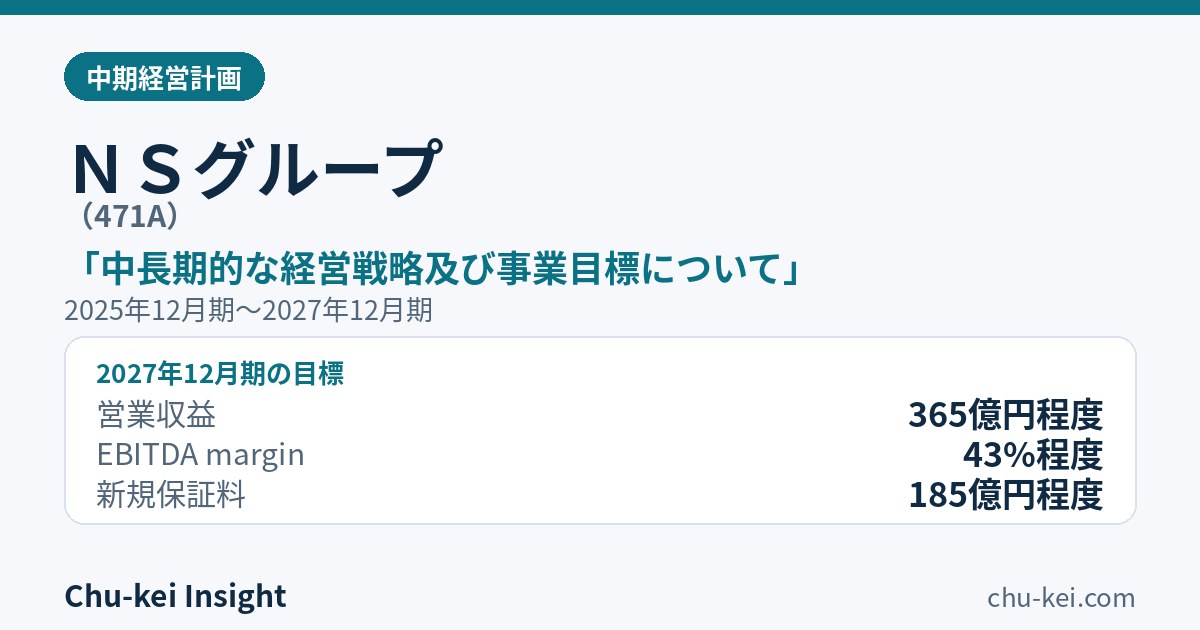 中期経営計画
ＮＳグループ
（471A）
「中長期的な経営戦略及び事業目標について」
2025年12月期～2027年12月期
2027年12月期の目標
営業収益 365億円程度
EBITDA margin 43%程度
新規保証料 185億円程度
Chu-kei Insight chu-kei.com